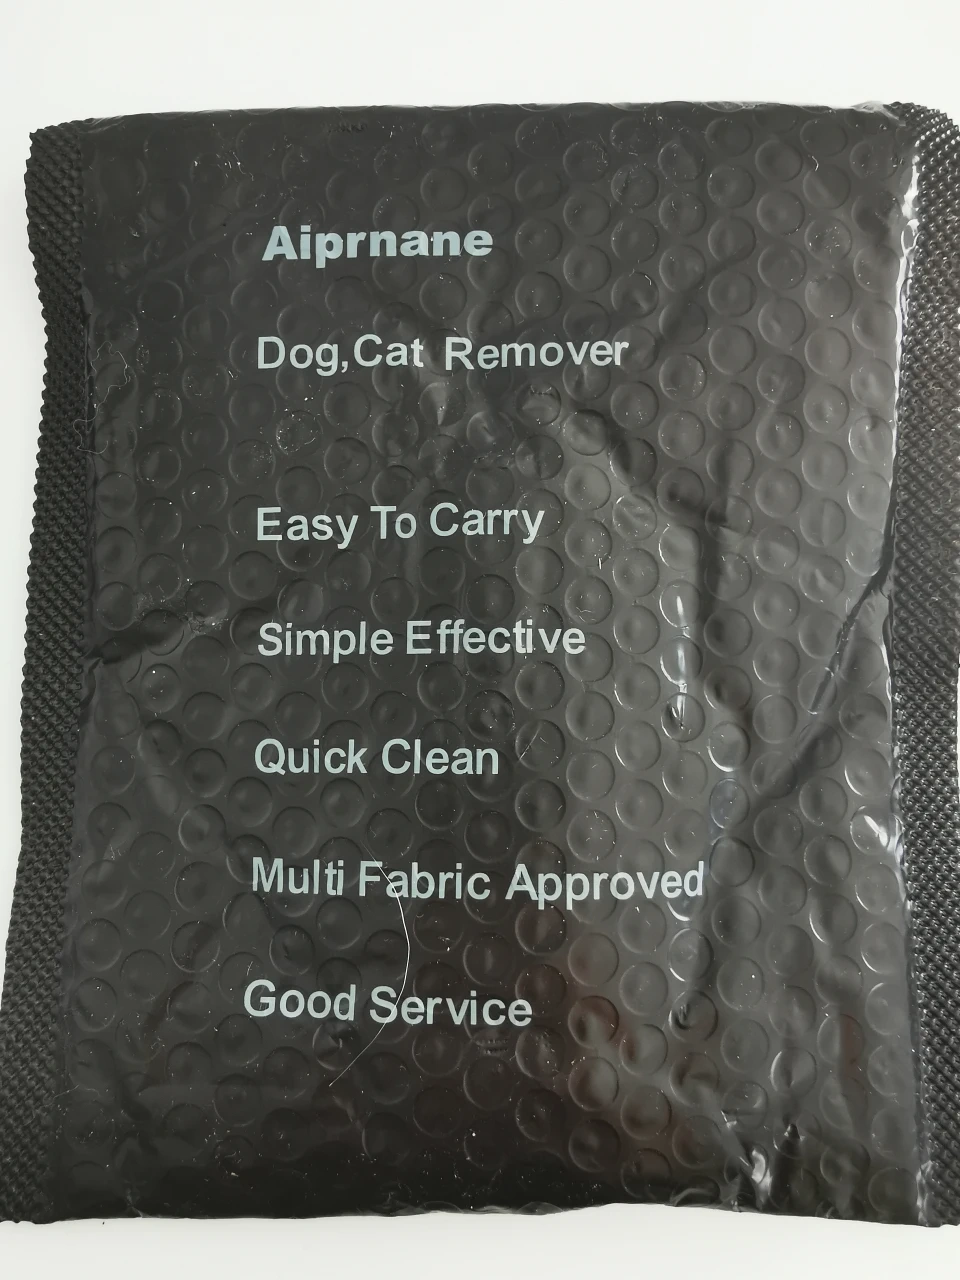 Aiprnane
Dog,Cat Remover
Easy To Carry
Simple Effective
Quick Clean
Multi Fabric Approved
Good Service